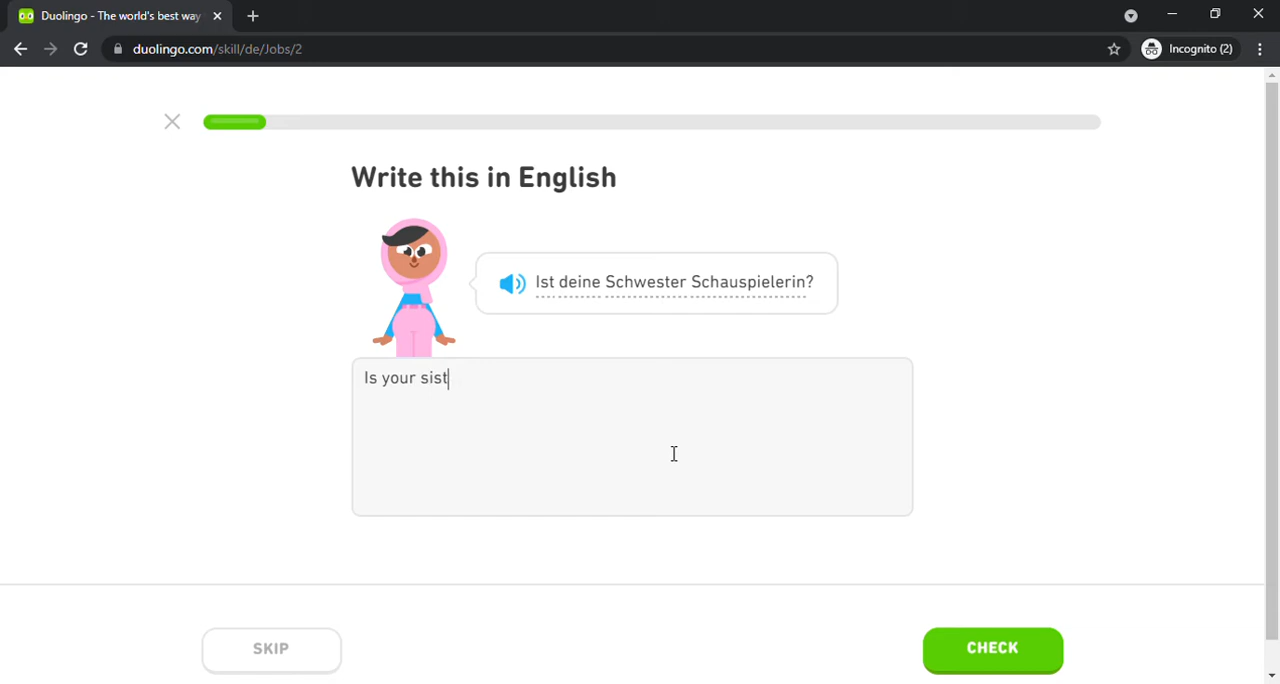 Duolingo - The world's best way
duolingo.com/skill/de/Jobs/2
Incognito (2)
Write this in English
Ist deine Schwester Schauspielerin?
Is your sist
SKIP
CHECK